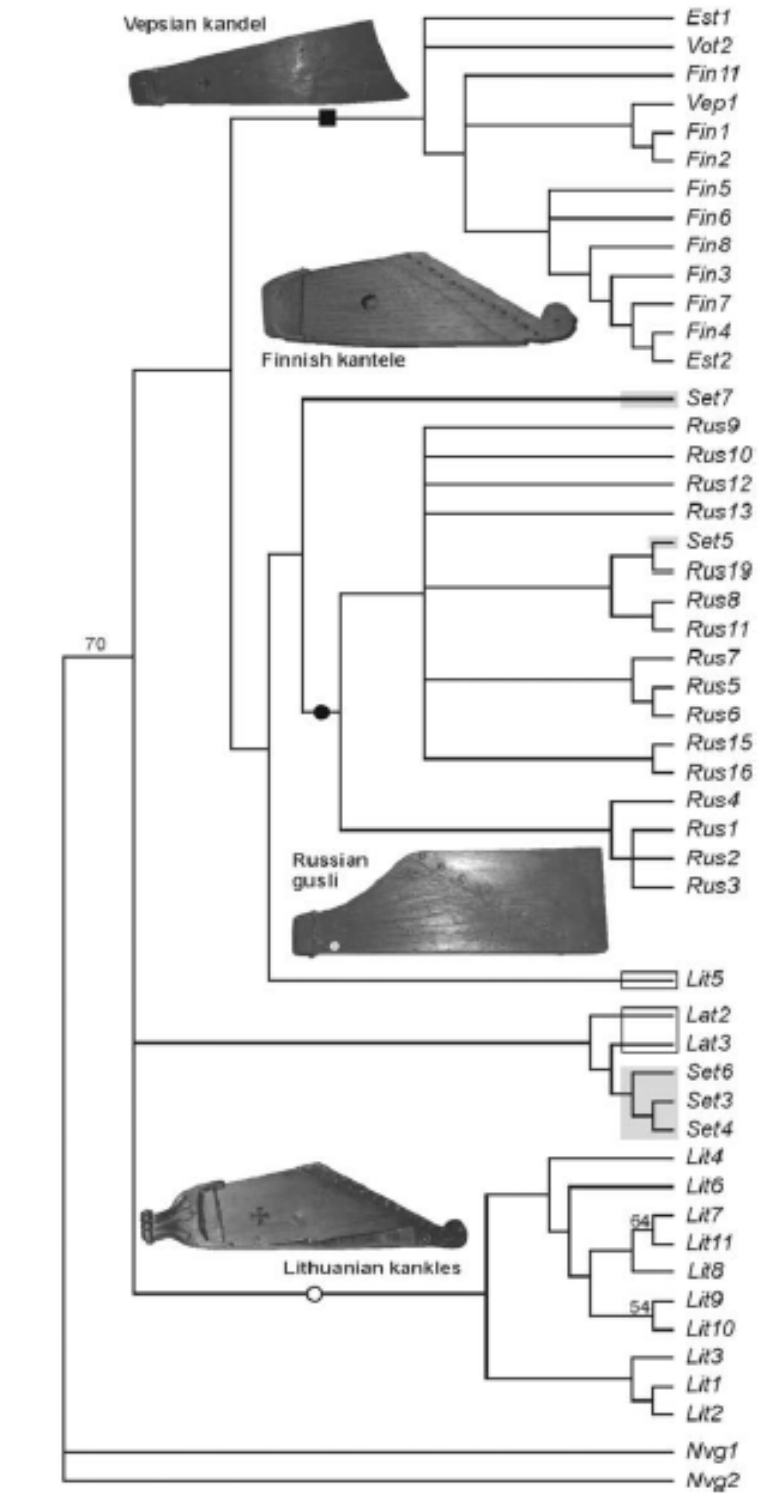 Vepsian kandel
Est1
Vot2
Fin11
Vep1
Fin1
Fin2
Fin5
Fin6
Fin8
Fin3
Fin7
Fin4
Est2
Finnish kantele
Set7
Rus9
Rus10
Rus12
Rus13
Set5
Rus19
Rus8
Rus11
70
Rus7
Rus5
Rus6
Rus15
Rus16
Rus4
Rus1
Rus2
Rus3
Russian
gusli
Lit5
Lat2
Lat3
Set6
Set3
Set4
Lit4
Lit6
64
Lit7
Lit11
Lit8
Lithuanian kankles
54
Lit9
Lit10
Lit3
Lit1
Lit2
Nvg1
Nvg2